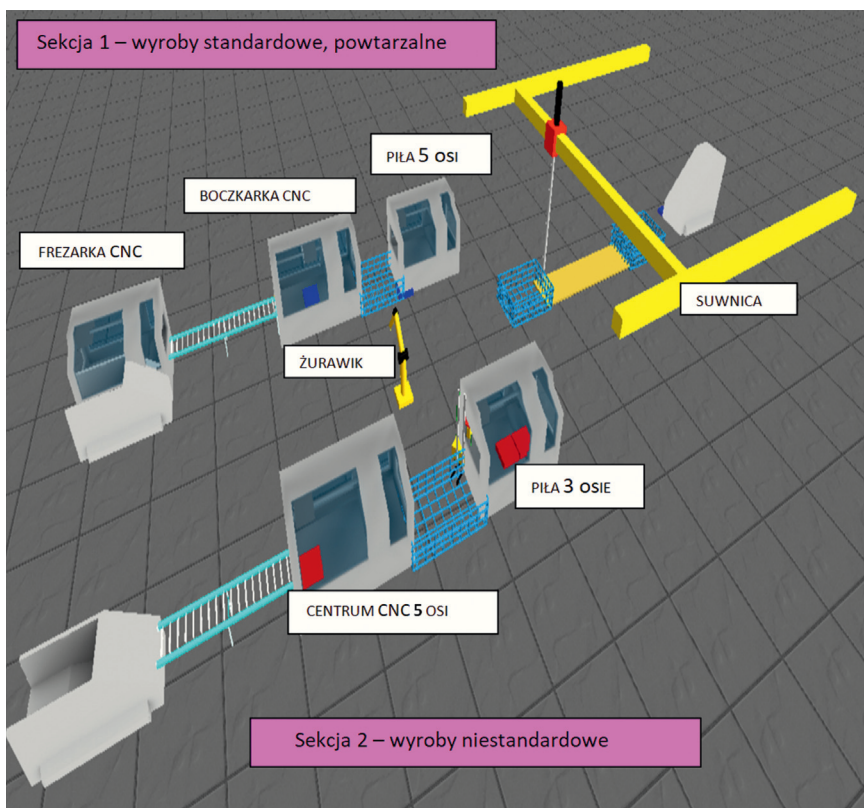 Sekcja 1 – wyroby standardowe, powtarzalne
PIŁA 5 OSI
BOCZKARKA CNC
FREZARKA CNC
SUWNICA
ŻURAWIK
PIŁA 3 OSIE
CENTRUM CNC 5 OSI
Sekcja 2 – wyroby niestandardowe